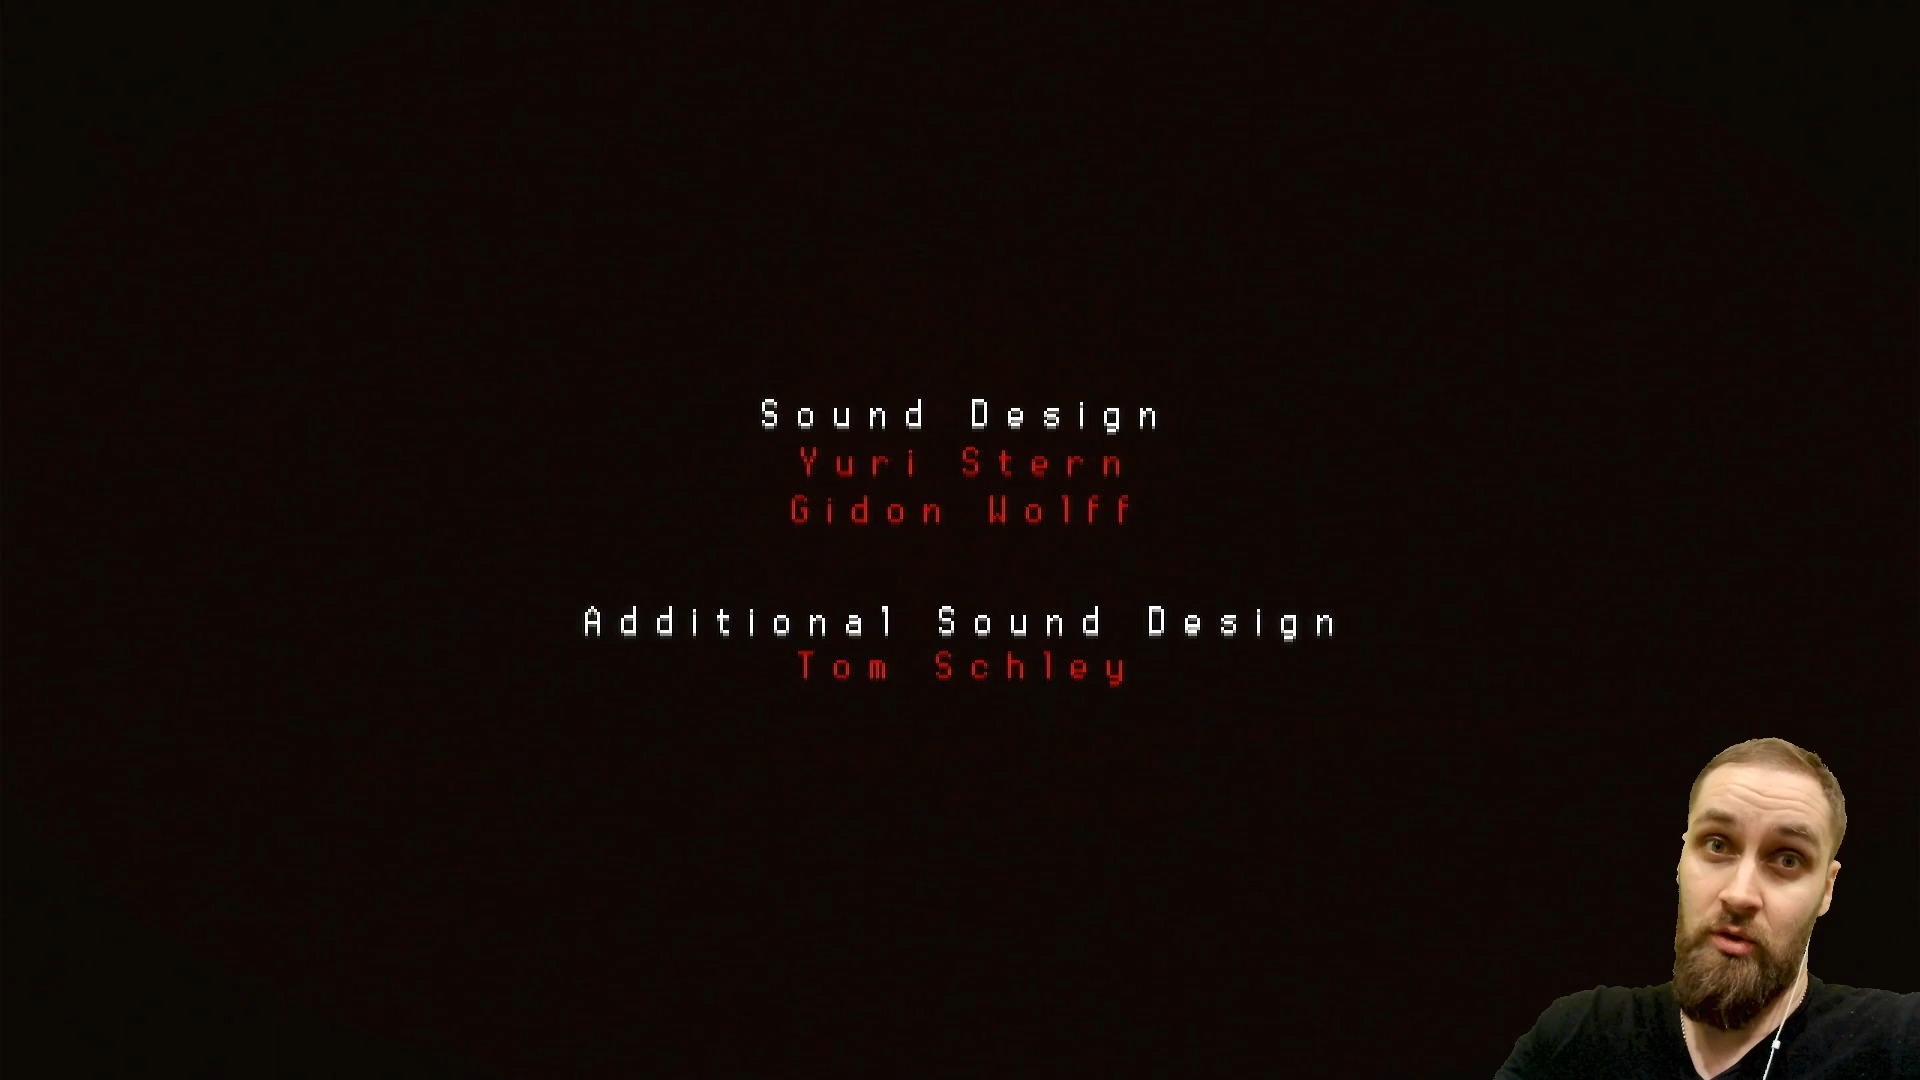 Sound Design
Yuri Stern
Gidon Wolff
Additional Sound Design
Tom Schley